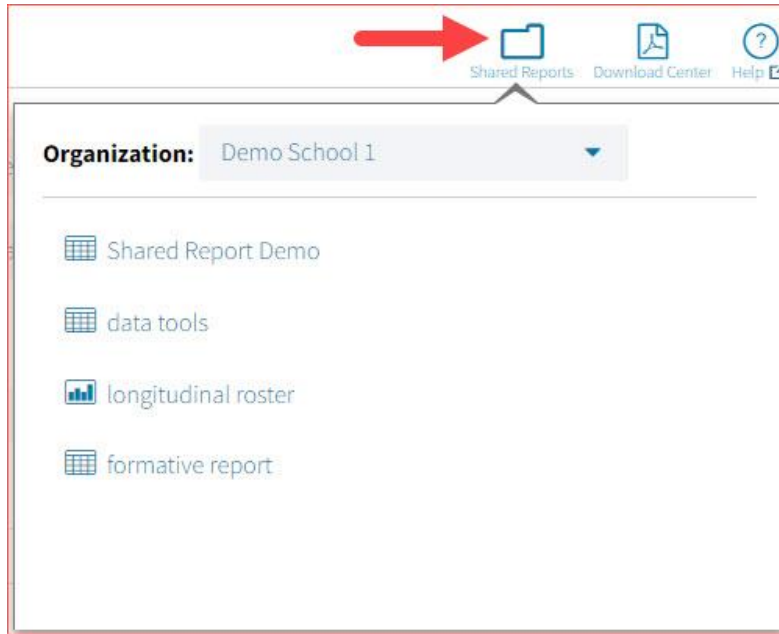 Shared Reports Download Center Help
Organization: Demo School 1
Shared Report Demo
data tools
longitudinal roster
formative report